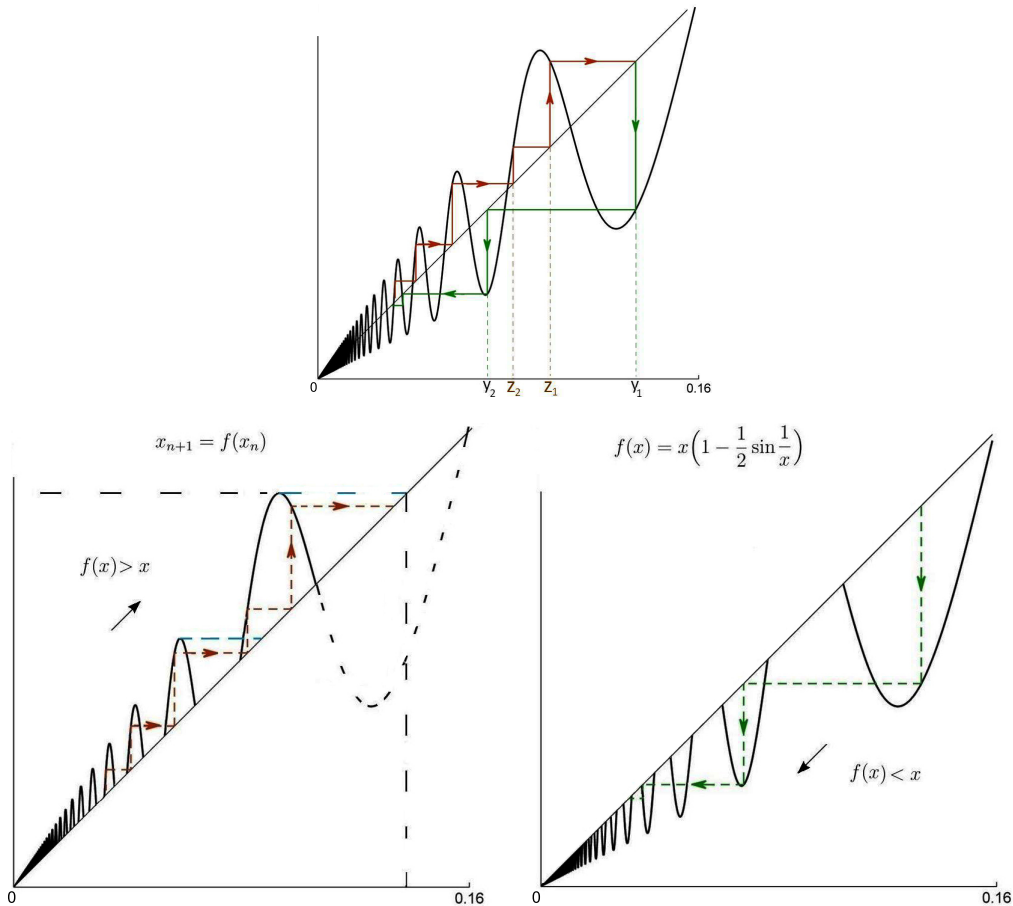 0
y₂ z₂ z₁ y₁
0.16
xₙ₊₁ = f(xₙ)
f(x) = x(1 − 1/2 sin 1/x)
f(x) > x
f(x) < x
0
0.16
0
0.16